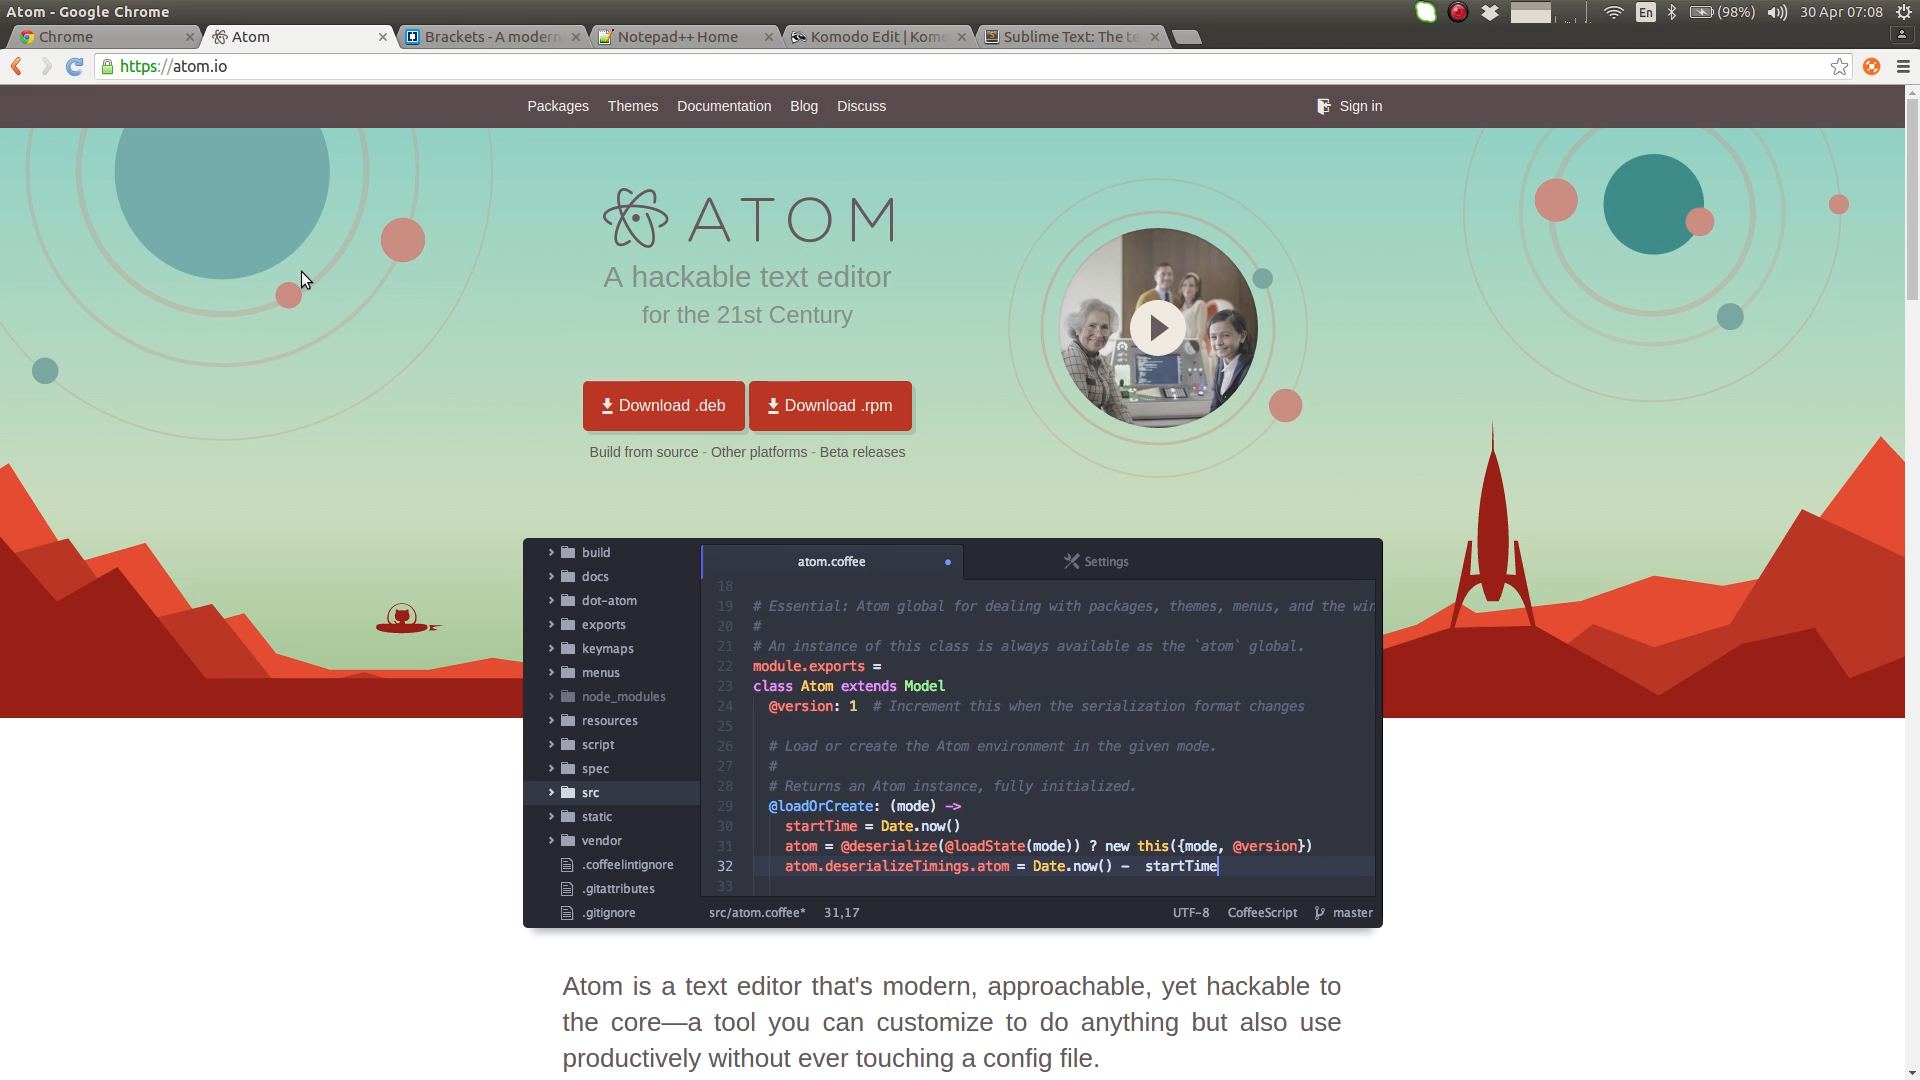 Atom - Google Chrome
En
(98%)
30 Apr 07:08
Chrome
Atom
Brackets - A modern
Notepad++ Home
Komodo Edit | Komo
Sublime Text: The te
https://atom.io
Packages Themes Documentation Blog Discuss
Sign in
ATOM
A hackable text editor
for the 21st Century
Download .deb
Download .rpm
Build from source - Other platforms - Beta releases
build
docs
dot-atom
exports
keymaps
menus
node_modules
resources
script
spec
src
static
vendor
.coffeelintignore
.gitattributes
.gitignore
atom.coffee
Settings
18
19 # Essential: Atom global for dealing with packages, themes, menus, and the win
20 #
21 # An instance of this class is always available as the `atom` global.
22 module.exports =
23 class Atom extends Model
24 @version: 1 # Increment this when the serialization format changes
25
26 # Load or create the Atom environment in the given mode.
27 #
28 # Returns an Atom instance, fully initialized.
29 @loadOrCreate: (mode) ->
30 startTime = Date.now()
31 atom = @deserialize(@loadState(mode)) ? new this({mode, @version})
32 atom.deserializeTimings.atom = Date.now() - startTime
33
src/atom.coffee* 31,17
UTF-8 CoffeeScript master
Atom is a text editor that's modern, approachable, yet hackable to
the core—a tool you can customize to do anything but also use
productively without ever touching a config file.